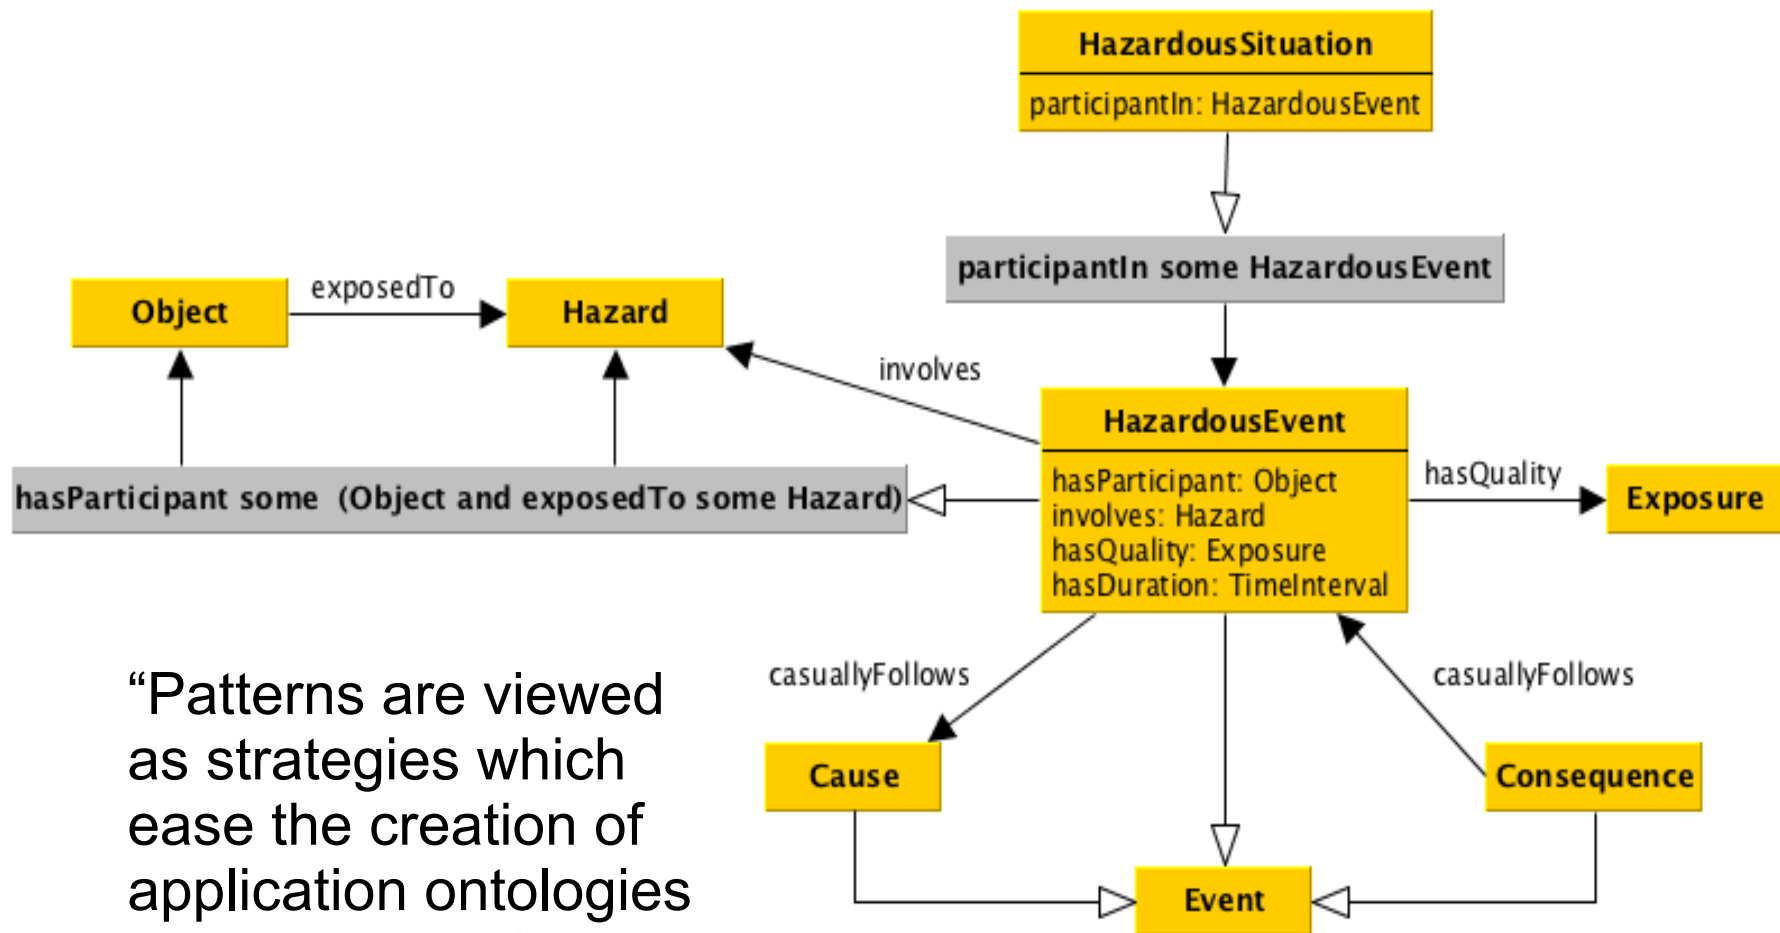 HazardousSituation
participantIn: HazardousEvent
participantIn some HazardousEvent
Object
exposedTo
Hazard
involves
HazardousEvent
hasParticipant: Object
involves: Hazard
hasQuality: Exposure
hasDuration: TimeInterval
hasQuality
Exposure
hasParticipant some (Object and exposedTo some Hazard)
casuallyFollows
casuallyFollows
Cause
Consequence
Event
“Patterns are viewed
as strategies which
ease the creation of
application ontologies